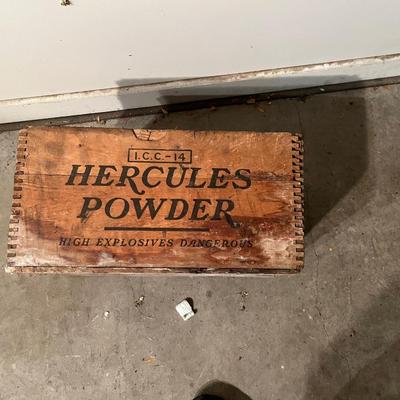 I.C.C.-14
HERCULES
POWDER
HIGH EXPLOSIVES DANGEROUS